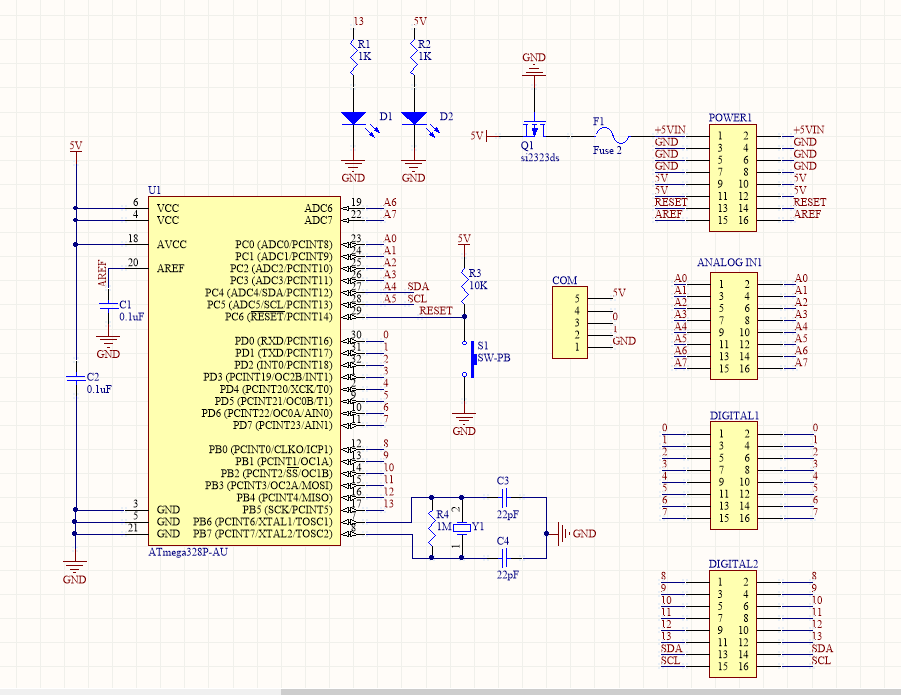 13
5V
R1
1K
R2
1K
D1
D2
GND
GND
GND
5V
Q1
si2323ds
F1
Fuse 2
POWER1
+5VIN 1 2 +5VIN
GND 3 4 GND
GND 5 6 GND
GND 7 8 GND
5V 9 10 5V
5V 11 12 5V
RESET 13 14 RESET
AREF 15 16 AREF
5V
U1
6 VCC ADC6 19 A6
4 VCC ADC7 22 A7
18 AVCC PC0 (ADC0/PCINT8) 23 A0
PC1 (ADC1/PCINT9) 24 A1
20 AREF PC2 (ADC2/PCINT10) 25 A2
PC3 (ADC3/PCINT11) 26 A3
PC4 (ADC4/SDA/PCINT12) 27 A4 SDA
PC5 (ADC5/SCL/PCINT13) 28 A5 SCL
PC6 (RESET/PCINT14) 29 RESET
PD0 (RXD/PCINT16) 30 0
PD1 (TXD/PCINT17) 31 1
PD2 (INT0/PCINT18) 32 2
PD3 (PCINT19/OC2B/INT1) 3
PD4 (PCINT20/XCK/T0) 4
PD5 (PCINT21/OC0B/T1) 9 5
PD6 (PCINT22/OC0A/AIN0) 10 6
PD7 (PCINT23/AIN1) 11 7
PB0 (PCINT0/CLKO/ICP1) 12 8
PB1 (PCINT1/OC1A) 13 9
PB2 (PCINT2/SS/OC1B) 14 10
PB3 (PCINT3/OC2A/MOSI) 15 11
PB4 (PCINT4/MISO) 16 12
3 GND PB5 (SCK/PCINT5) 13
5 GND PB6 (PCINT6/XTAL1/TOSC1) 7
21 GND PB7 (PCINT7/XTAL2/TOSC2) 8
ATmega328P-AU
AREF
C1
0.1uF
GND
C2
0.1uF
GND
5V
R3
10K
S1
SW-PB
GND
COM
5 5V
4
3 0
2 1
1 GND
ANALOG IN1
A0 1 2 A0
A1 3 4 A1
A2 5 6 A2
A3 7 8 A3
A4 9 10 A4
A5 11 12 A5
A6 13 14 A6
A7 15 16 A7
DIGITAL1
0 1 2 0
1 3 4 1
2 5 6 2
3 7 8 3
4 9 10 4
5 11 12 5
6 13 14 6
7 15 16 7
C3
22pF
R4
1M
2
Y1
1
GND
C4
22pF
DIGITAL2
8 1 2 8
9 3 4 9
10 5 6 10
11 7 8 11
12 9 10 12
13 11 12 13
SDA 13 14 SDA
SCL 15 16 SCL